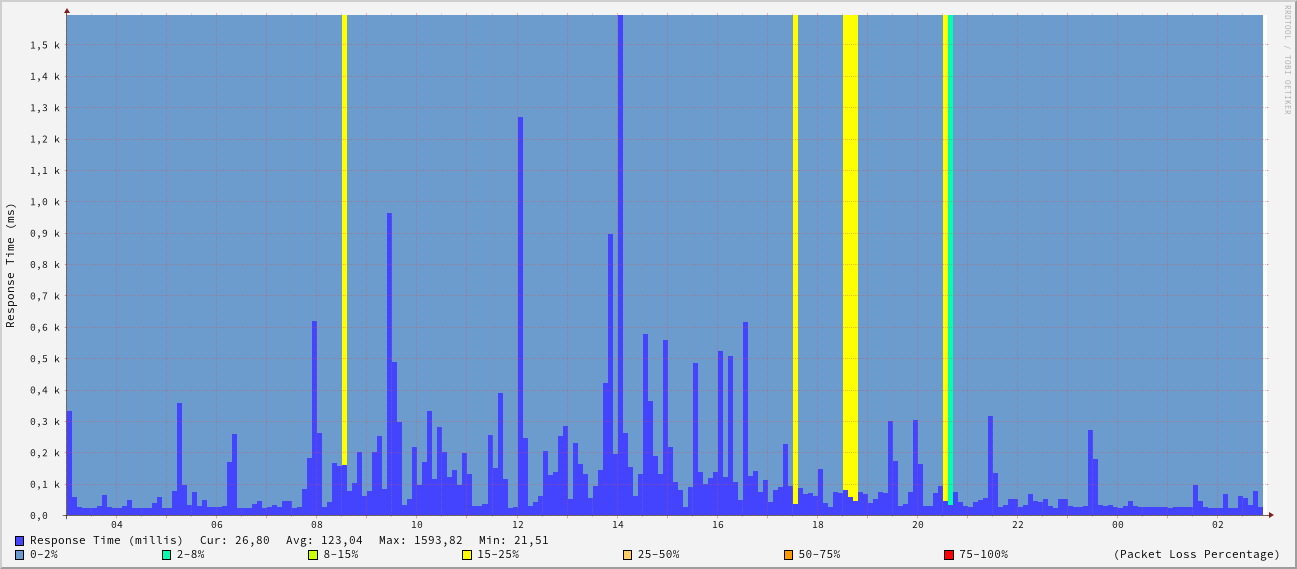 RRDTOOL / TOBI OETIKER
Response Time (ms)
1,5 k
1,4 k
1,3 k
1,2 k
1,1 k
1,0 k
0,9 k
0,8 k
0,7 k
0,6 k
0,5 k
0,4 k
0,3 k
0,2 k
0,1 k
0,0
04 06 08 10 12 14 16 18 20 22 00 02
Response Time (millis) Cur: 26,80 Avg: 123,04 Max: 1593,82 Min: 21,51
0-2% 2-8% 8-15% 15-25% 25-50% 50-75% 75-100% (Packet Loss Percentage)